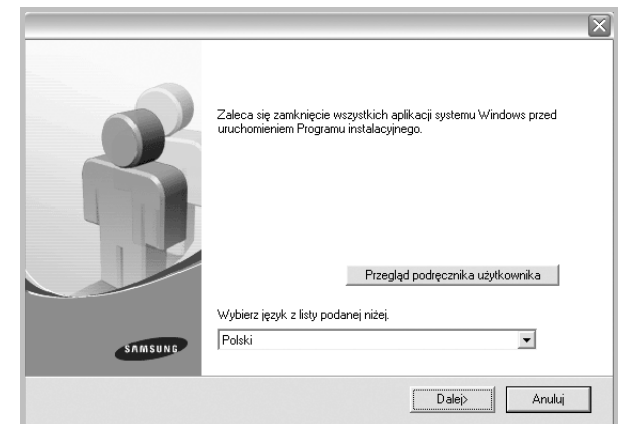 Zaleca się zamknięcie wszystkich aplikacji systemu Windows przed
uruchomieniem Programu instalacyjnego.
Przegląd podręcznika użytkownika
Wybierz język z listy podanej niżej.
Polski
SAMSUNG
Dalej>
Anuluj